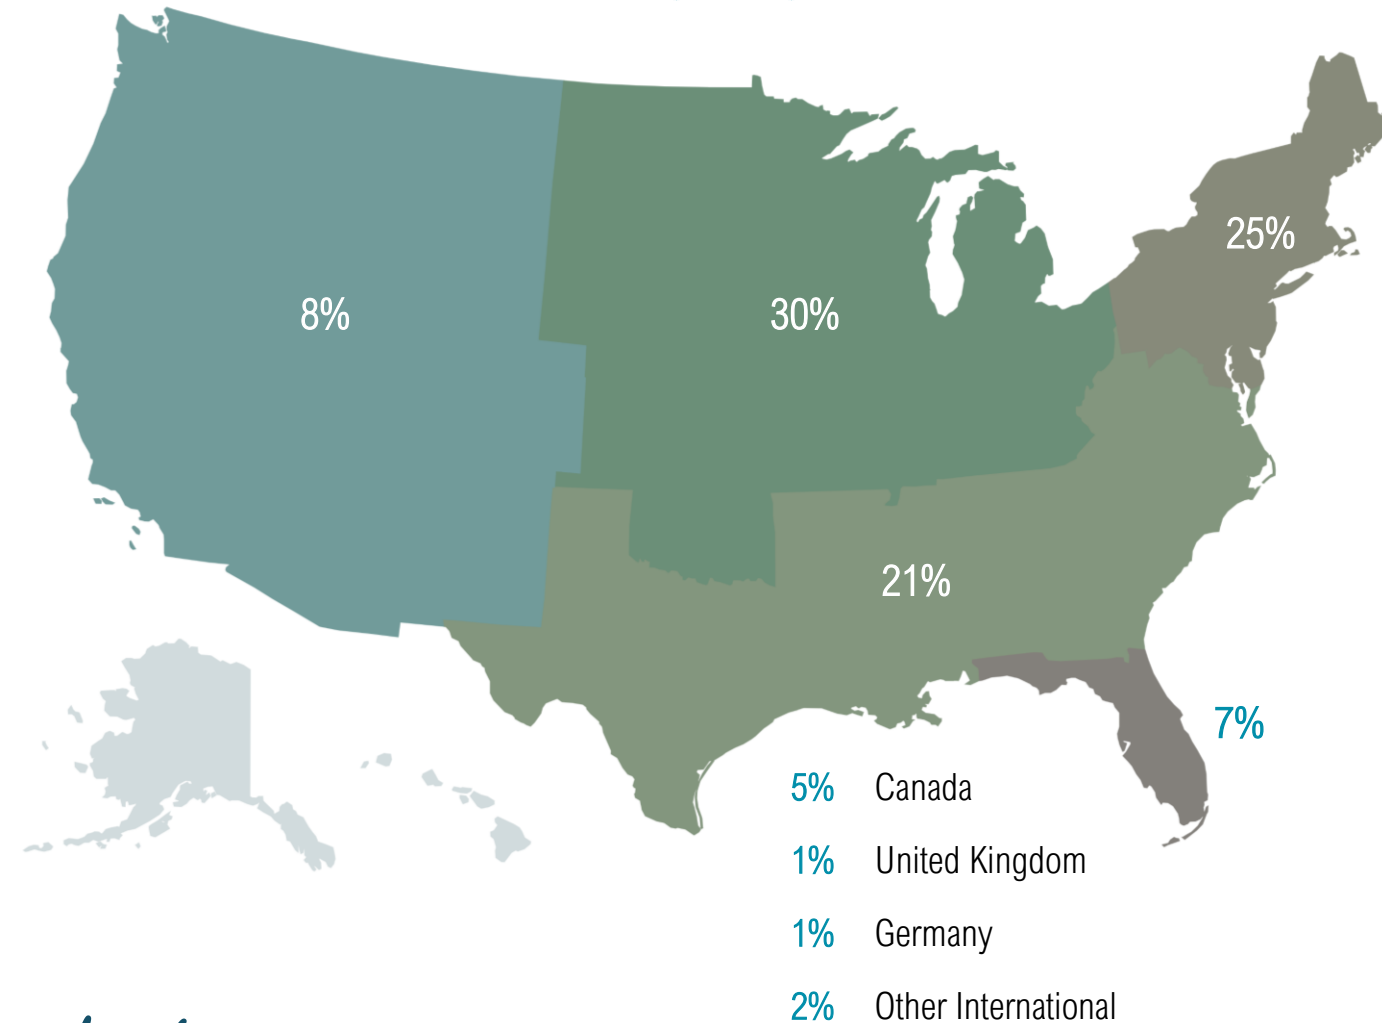 25%
8%
30%
21%
7%
5% Canada
1% United Kingdom
1% Germany
2% Other International